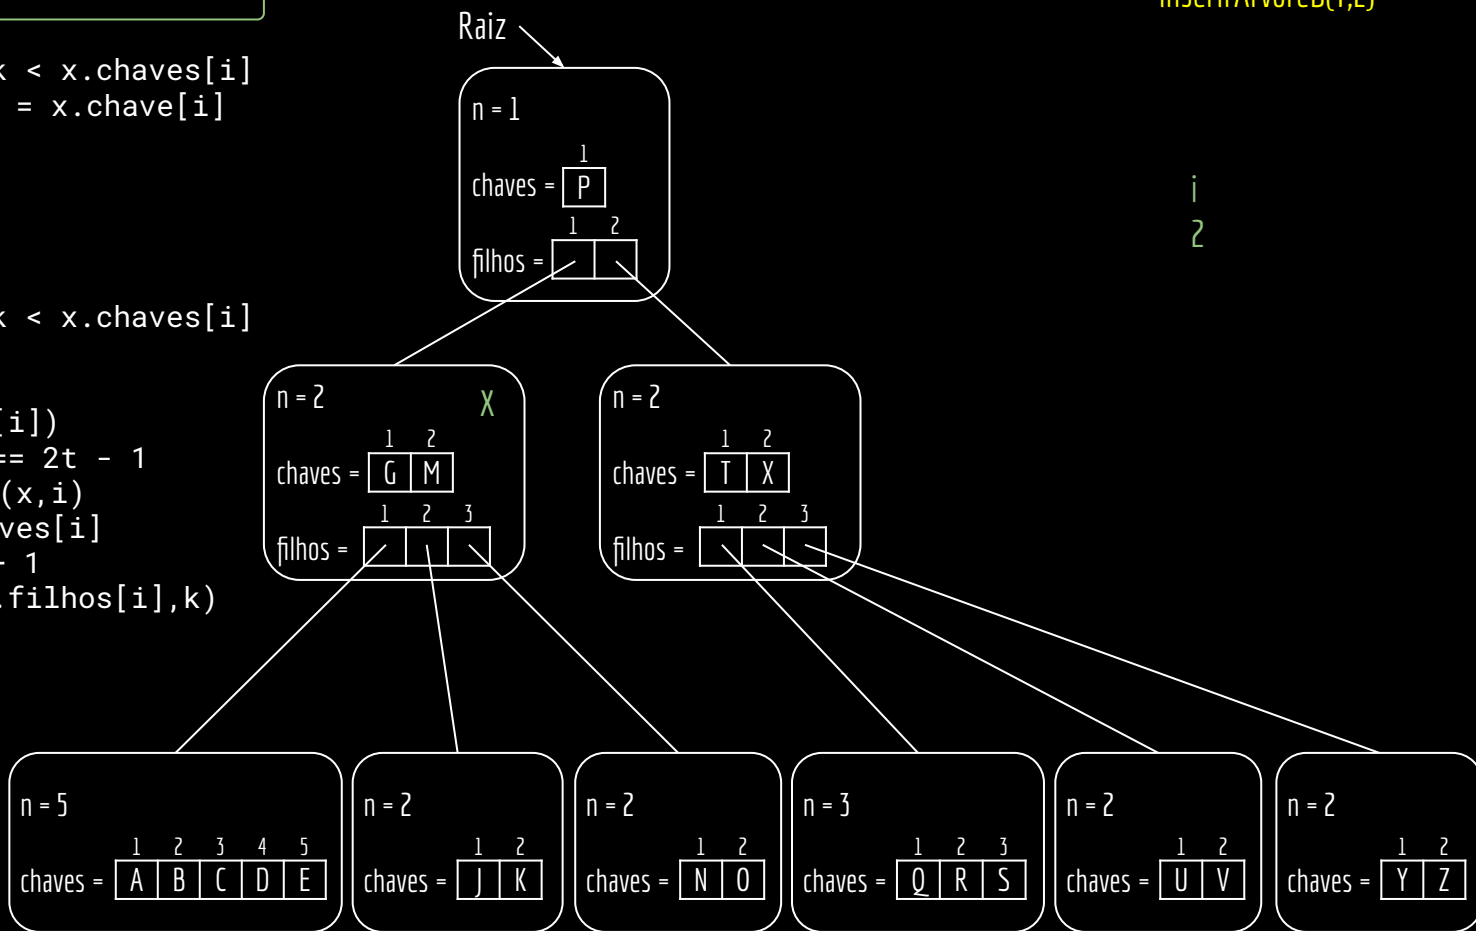 InserirArvoreB(T,L)
k < x.chaves[i]
= x.chave[i]
k < x.chaves[i]
[i])
== 2t - 1
(x,i)
ves[i]
- 1
.filhos[i],k)
Raiz
n = 1
1
chaves = P
1 2
filhos =
i
2
n = 2 X
1 2
chaves = G M
1 2 3
filhos =
n = 2
1 2
chaves = T X
1 2 3
filhos =
n = 5
1 2 3 4 5
chaves = A B C D E
n = 2
1 2
chaves = J K
n = 2
1 2
chaves = N O
n = 3
1 2 3
chaves = Q R S
n = 2
1 2
chaves = U V
n = 2
1 2
chaves = Y Z